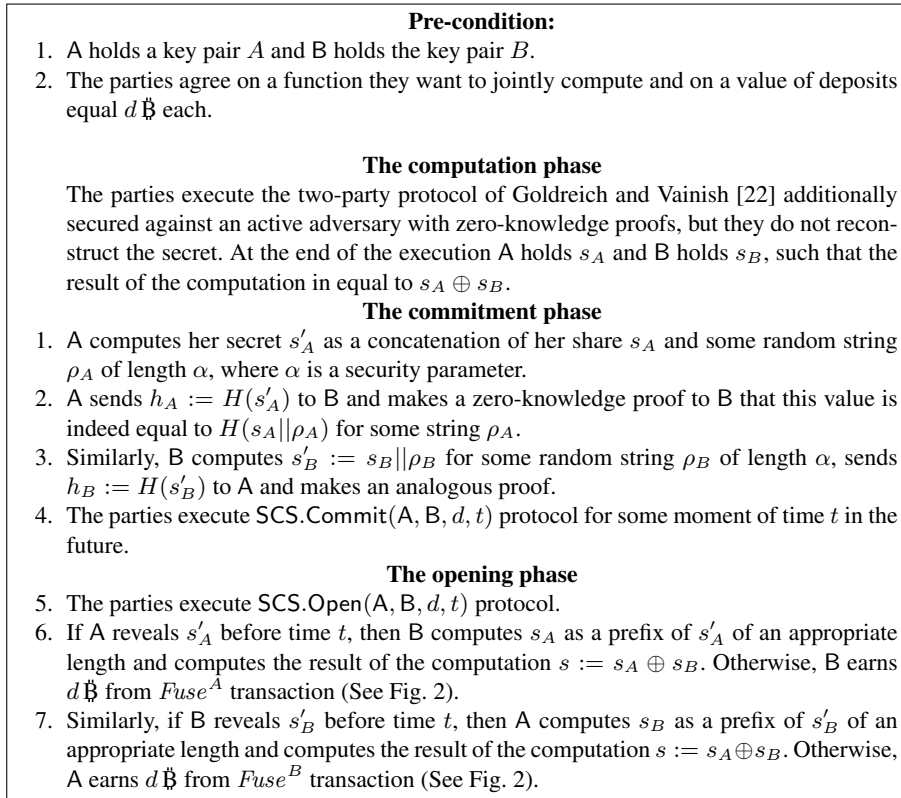 Pre-condition:
1. A holds a key pair A and B holds the key pair B.
2. The parties agree on a function they want to jointly compute and on a value of deposits
equal d ₿ each.
The computation phase
The parties execute the two-party protocol of Goldreich and Vainish [22] additionally
secured against an active adversary with zero-knowledge proofs, but they do not recon-
struct the secret. At the end of the execution A holds s_A and B holds s_B, such that the
result of the computation in equal to s_A ⊕ s_B.
The commitment phase
1. A computes her secret s′_A as a concatenation of her share s_A and some random string
ρ_A of length α, where α is a security parameter.
2. A sends h_A := H(s′_A) to B and makes a zero-knowledge proof to B that this value is
indeed equal to H(s_A||ρ_A) for some string ρ_A.
3. Similarly, B computes s′_B := s_B||ρ_B for some random string ρ_B of length α, sends
h_B := H(s′_B) to A and makes an analogous proof.
4. The parties execute SCS.Commit(A, B, d, t) protocol for some moment of time t in the
future.
The opening phase
5. The parties execute SCS.Open(A, B, d, t) protocol.
6. If A reveals s′_A before time t, then B computes s_A as a prefix of s′_A of an appropriate
length and computes the result of the computation s := s_A ⊕ s_B. Otherwise, B earns
d ₿ from Fuse^A transaction (See Fig. 2).
7. Similarly, if B reveals s′_B before time t, then A computes s_B as a prefix of s′_B of an
appropriate length and computes the result of the computation s := s_A⊕s_B. Otherwise,
A earns d ₿ from Fuse^B transaction (See Fig. 2).